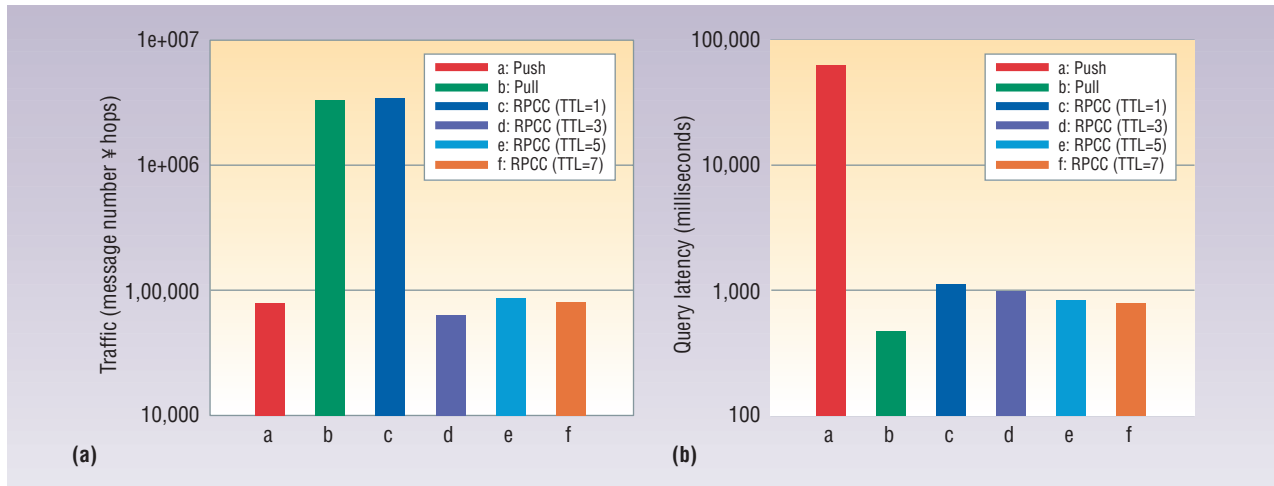 1e+007
1e+006
1,00,000
10,000
Traffic (message number ¥ hops)
a: Push
b: Pull
c: RPCC (TTL=1)
d: RPCC (TTL=3)
e: RPCC (TTL=5)
f: RPCC (TTL=7)
a b c d e f
(a)
100,000
10,000
1,000
100
Query latency (milliseconds)
a: Push
b: Pull
c: RPCC (TTL=1)
d: RPCC (TTL=3)
e: RPCC (TTL=5)
f: RPCC (TTL=7)
a b c d e f
(b)